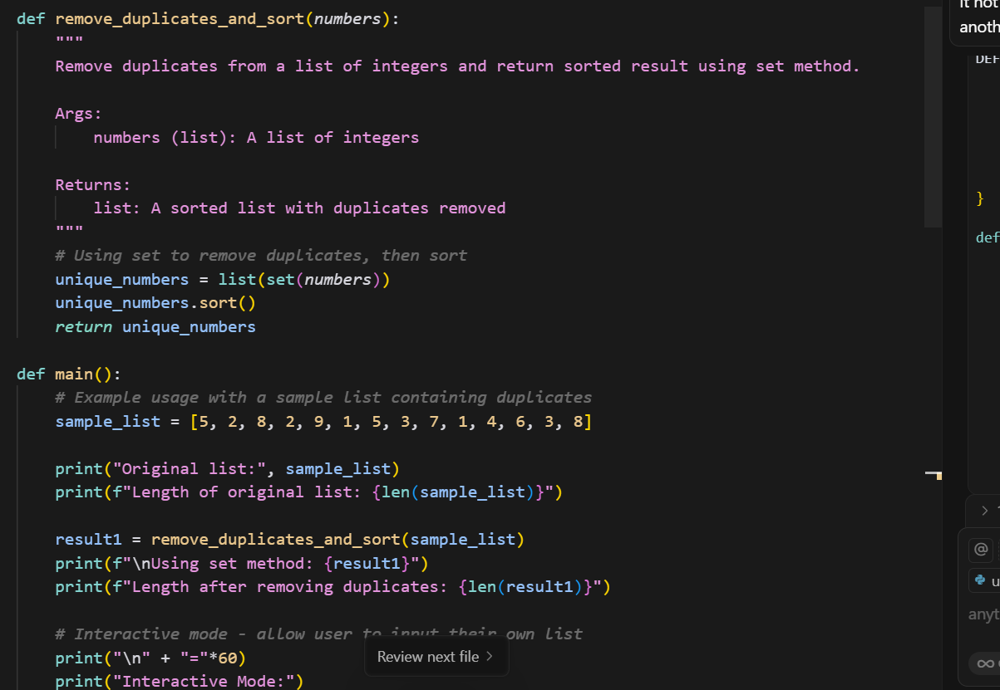 def remove_duplicates_and_sort(numbers):
    """
    Remove duplicates from a list of integers and return sorted result using set method.

    Args:
        numbers (list): A list of integers

    Returns:
        list: A sorted list with duplicates removed
    """
    # Using set to remove duplicates, then sort
    unique_numbers = list(set(numbers))
    unique_numbers.sort()
    return unique_numbers

def main():
    # Example usage with a sample list containing duplicates
    sample_list = [5, 2, 8, 2, 9, 1, 5, 3, 7, 1, 4, 6, 3, 8]

    print("Original list:", sample_list)
    print(f"Length of original list: {len(sample_list)}")

    result1 = remove_duplicates_and_sort(sample_list)
    print(f"\nUsing set method: {result1}")
    print(f"Length after removing duplicates: {len(result1)}")

    # Interactive mode - allow user to input their own list
    print("\n" + "="*60)
    print("Interactive Mode:")
Review next file >
it not
anoth
DEF
}
def
>
@
u
anyt
∞